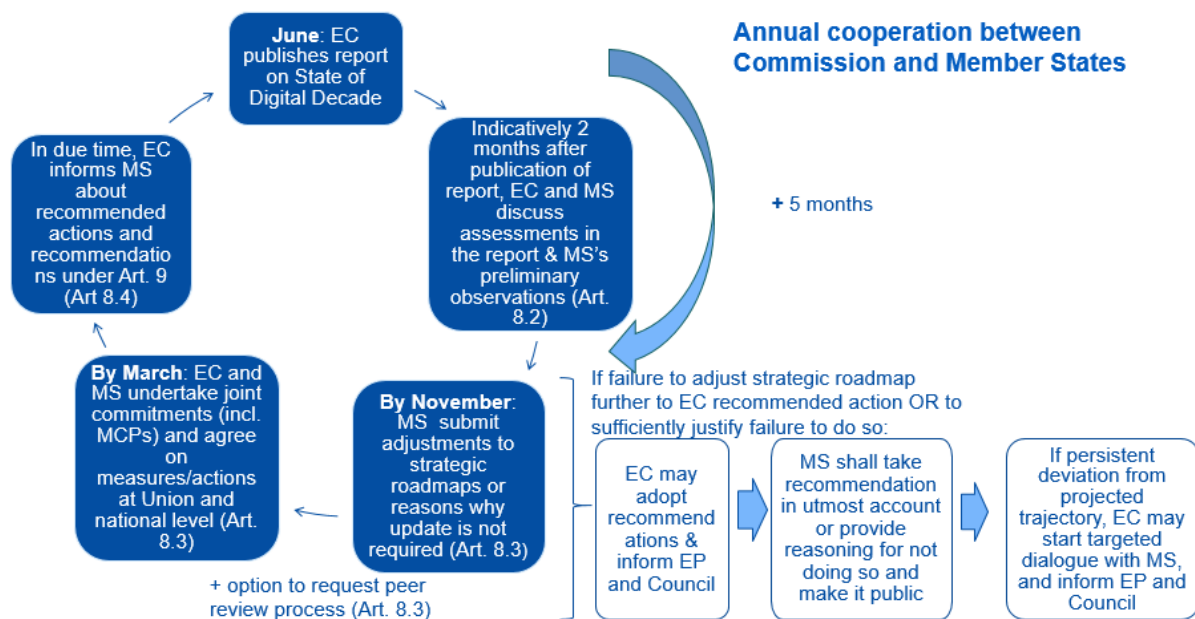 Annual cooperation between
Commission and Member States
June: EC
publishes report
on State of
Digital Decade
Indicatively 2
months after
publication of
report, EC and MS
discuss
assessments in
the report & MS's
preliminary
observations (Art.
8.2)
+ 5 months
By November:
MS submit
adjustments to
strategic
roadmaps or
reasons why
update is not
required (Art. 8.3)
+ option to request peer
review process (Art. 8.3)
By March: EC and
MS undertake joint
commitments (incl.
MCPs) and agree
on
measures/actions
at Union and
national level (Art.
8.3)
In due time, EC
informs MS
about
recommended
actions and
recommendatio
ns under Art. 9
(Art 8.4)
If failure to adjust strategic roadmap
further to EC recommended action OR to
sufficiently justify failure to do so:
EC may
adopt
recommend
ations &
inform EP
and Council
MS shall take
recommendation
in utmost account
or provide
reasoning for not
doing so and
make it public
If persistent
deviation from
projected
trajectory, EC may
start targeted
dialogue with MS,
and inform EP and
Council